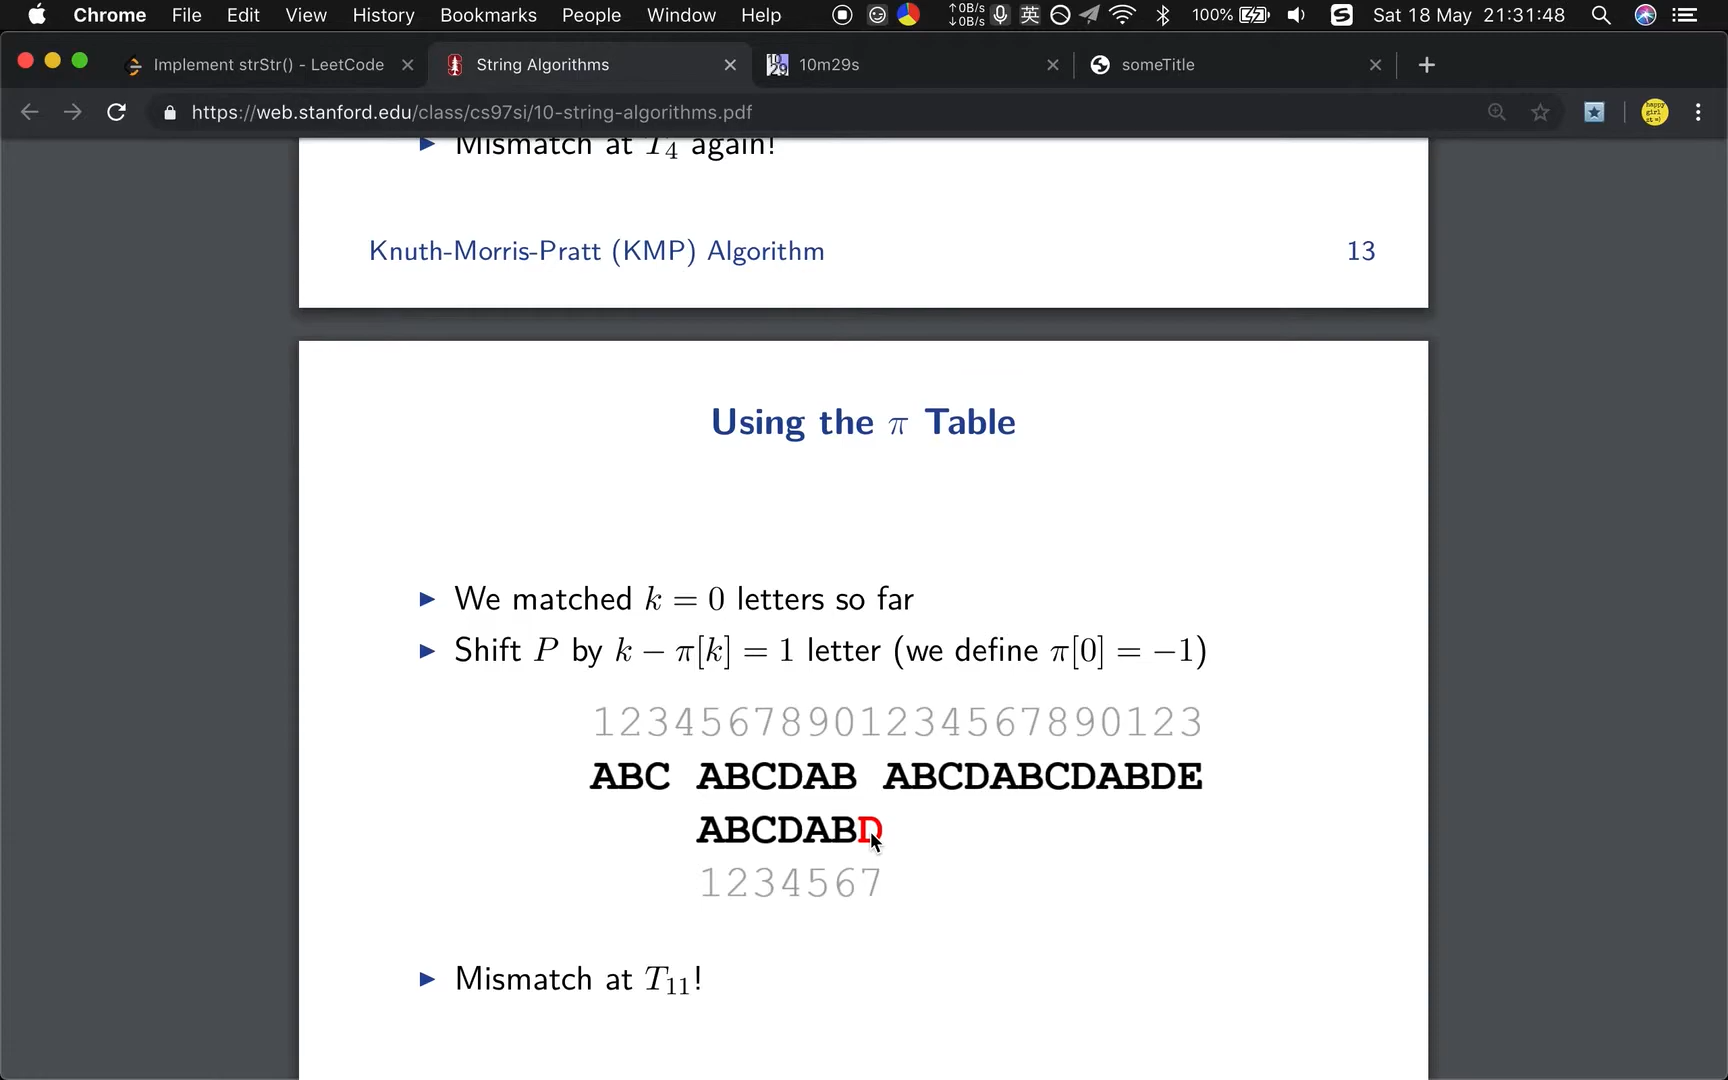 Chrome File Edit View History Bookmarks People Window Help ↑0B/s ↓0B/s 英 100% Sat 18 May 21:31:48
Implement strStr() - LeetCode String Algorithms 10m29s someTitle
https://web.stanford.edu/class/cs97si/10-string-algorithms.pdf
▶ Mismatch at T₄ again!
Knuth-Morris-Pratt (KMP) Algorithm 13
Using the π Table
▶ We matched k = 0 letters so far
▶ Shift P by k − π[k] = 1 letter (we define π[0] = −1)
12345678901234567890123
ABC ABCDAB ABCDABCDABDE
ABCDABD
1234567
▶ Mismatch at T₁₁!